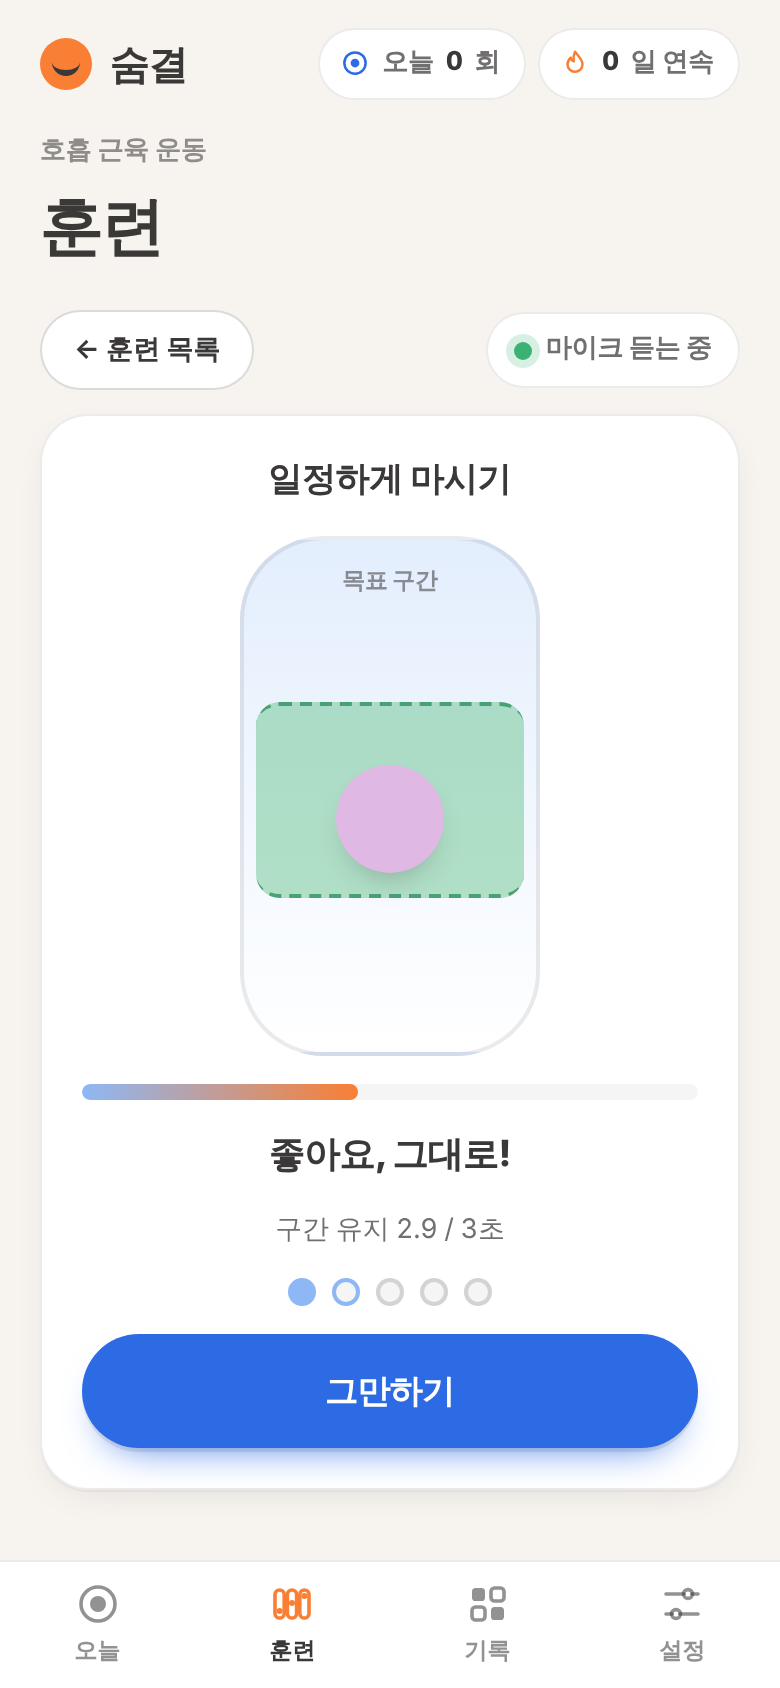 숨결
오늘 0 회
0 일 연속
호흡 근육 운동
훈련
← 훈련 목록
마이크 듣는 중
일정하게 마시기
목표 구간
좋아요, 그대로!
구간 유지 2.9 / 3초
그만하기
오늘
훈련
기록
설정